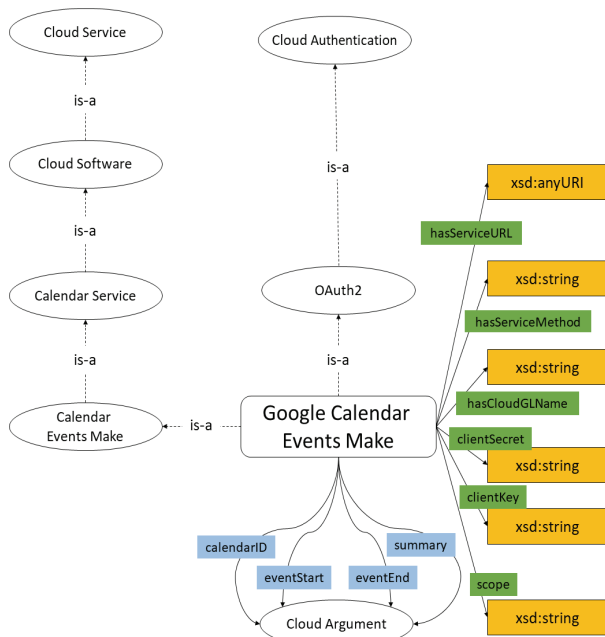 Cloud Service
Cloud Authentication
is-a
Cloud Software
is-a
xsd:anyURI
is-a
hasServiceURL
xsd:string
Calendar Service
OAuth2
hasServiceMethod
is-a
is-a
xsd:string
hasCloudGLName
Calendar
Events Make
is-a
Google Calendar
Events Make
clientSecret
xsd:string
clientKey
xsd:string
calendarID
summary
eventStart
eventEnd
scope
Cloud Argument
xsd:string